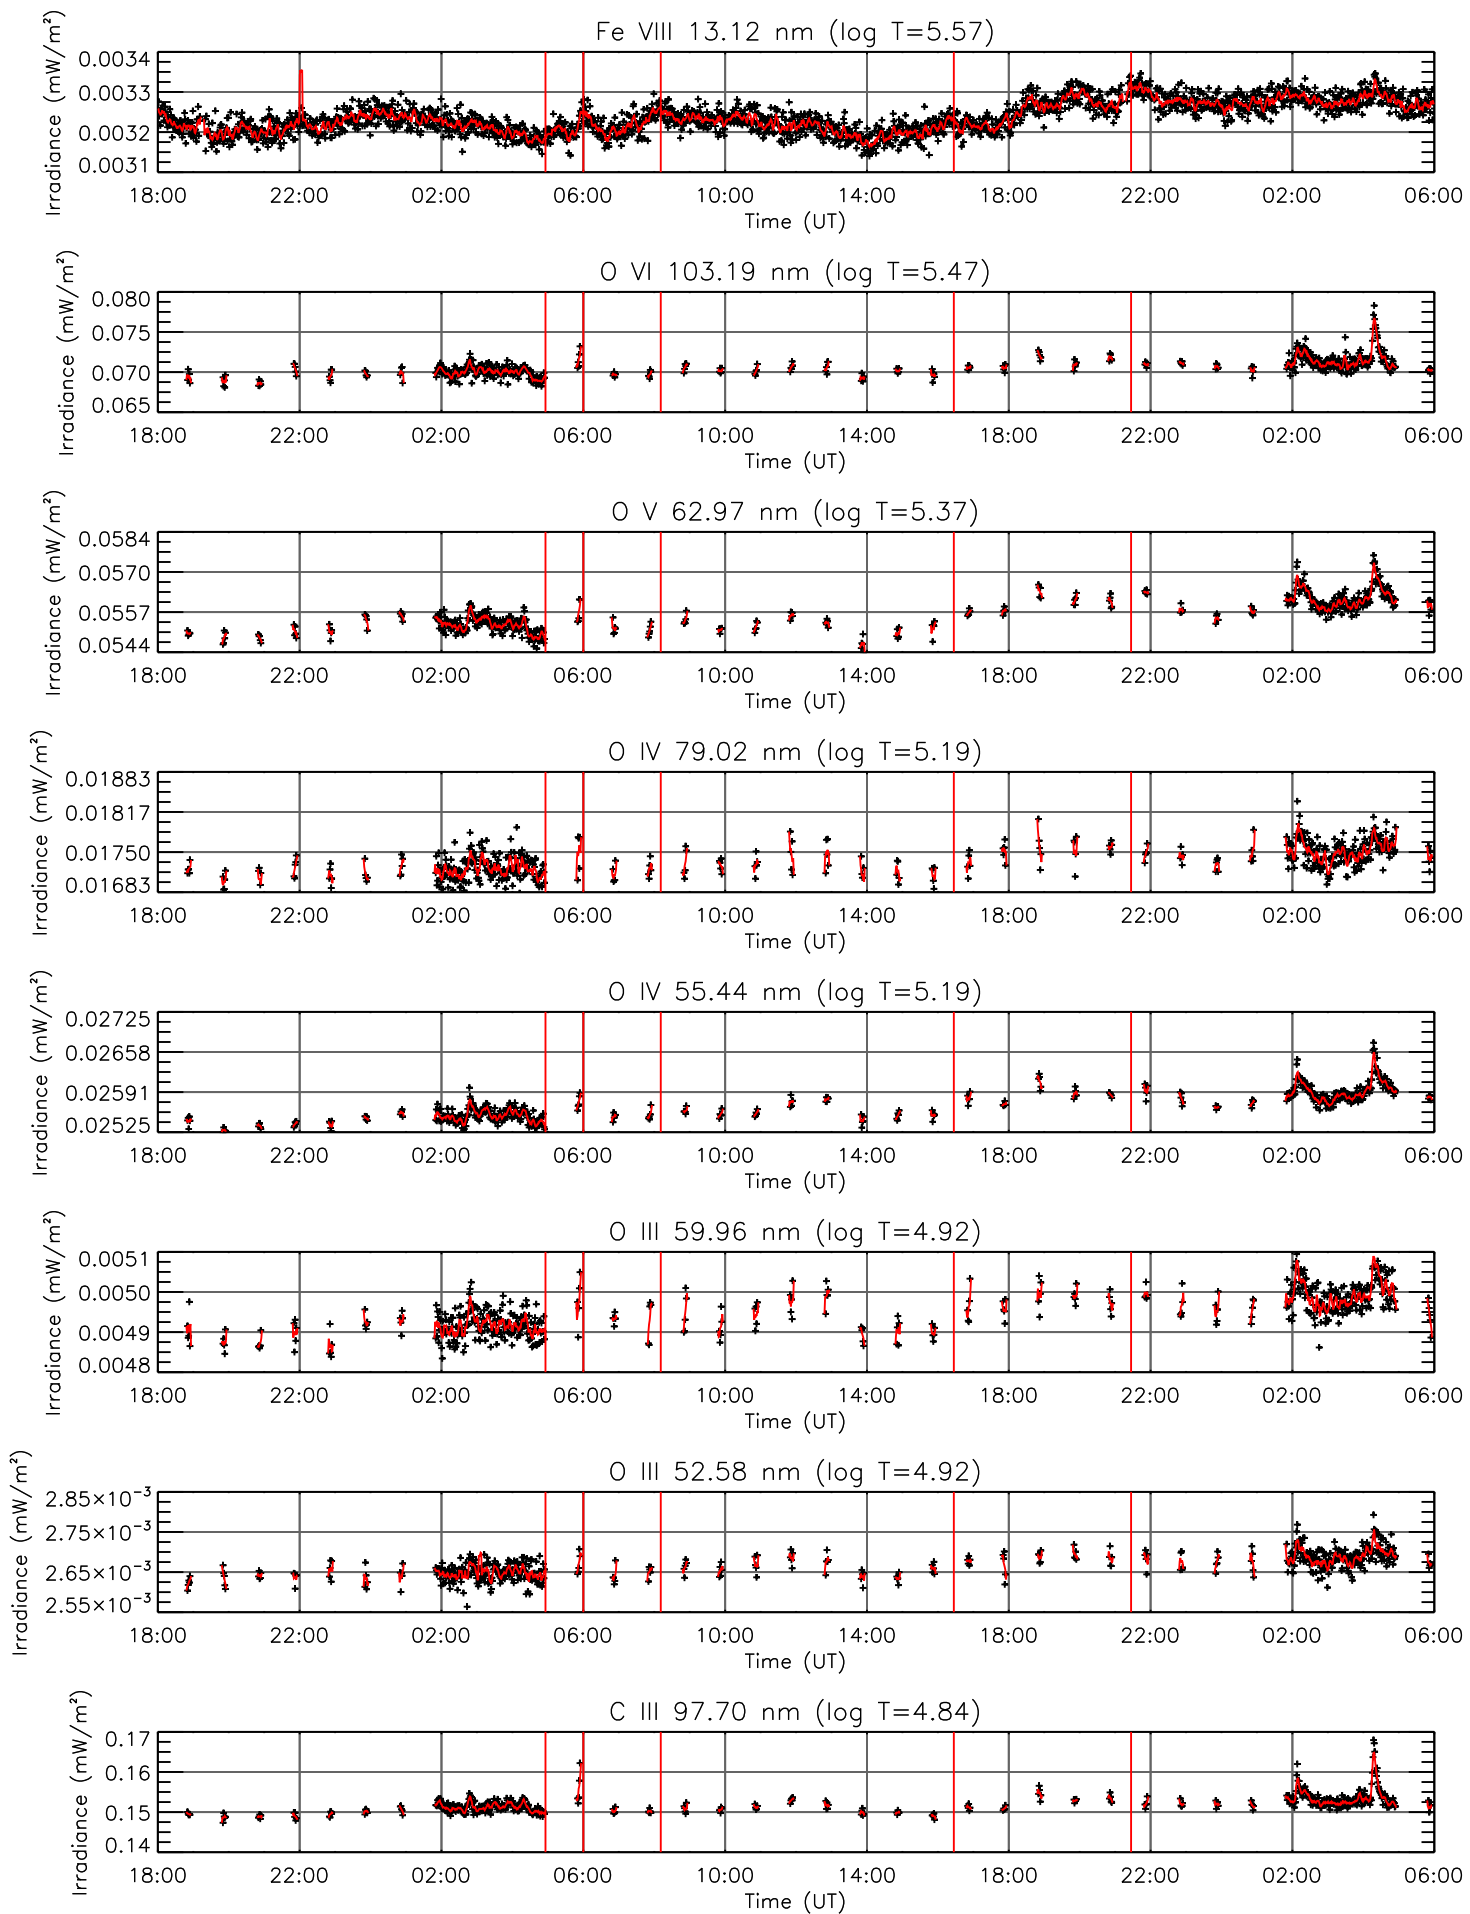 Fe VIII 13.12 nm (log T=5.57)
Irradiance (mW/m²)
0.0034
0.0033
0.0032
0.0031
18:00 22:00 02:00 06:00 10:00 14:00 18:00 22:00 02:00 06:00
Time (UT)
O VI 103.19 nm (log T=5.47)
Irradiance (mW/m²)
0.080
0.075
0.070
0.065
18:00 22:00 02:00 06:00 10:00 14:00 18:00 22:00 02:00 06:00
Time (UT)
O V 62.97 nm (log T=5.37)
Irradiance (mW/m²)
0.0584
0.0570
0.0557
0.0544
18:00 22:00 02:00 06:00 10:00 14:00 18:00 22:00 02:00 06:00
Time (UT)
O IV 79.02 nm (log T=5.19)
Irradiance (mW/m²)
0.01883
0.01817
0.01750
0.01683
18:00 22:00 02:00 06:00 10:00 14:00 18:00 22:00 02:00 06:00
Time (UT)
O IV 55.44 nm (log T=5.19)
Irradiance (mW/m²)
0.02725
0.02658
0.02591
0.02525
18:00 22:00 02:00 06:00 10:00 14:00 18:00 22:00 02:00 06:00
Time (UT)
O III 59.96 nm (log T=4.92)
Irradiance (mW/m²)
0.0051
0.0050
0.0049
0.0048
18:00 22:00 02:00 06:00 10:00 14:00 18:00 22:00 02:00 06:00
Time (UT)
O III 52.58 nm (log T=4.92)
Irradiance (mW/m²)
2.85×10⁻³
2.75×10⁻³
2.65×10⁻³
2.55×10⁻³
18:00 22:00 02:00 06:00 10:00 14:00 18:00 22:00 02:00 06:00
Time (UT)
C III 97.70 nm (log T=4.84)
Irradiance (mW/m²)
0.17
0.16
0.15
0.14
18:00 22:00 02:00 06:00 10:00 14:00 18:00 22:00 02:00 06:00
Time (UT)